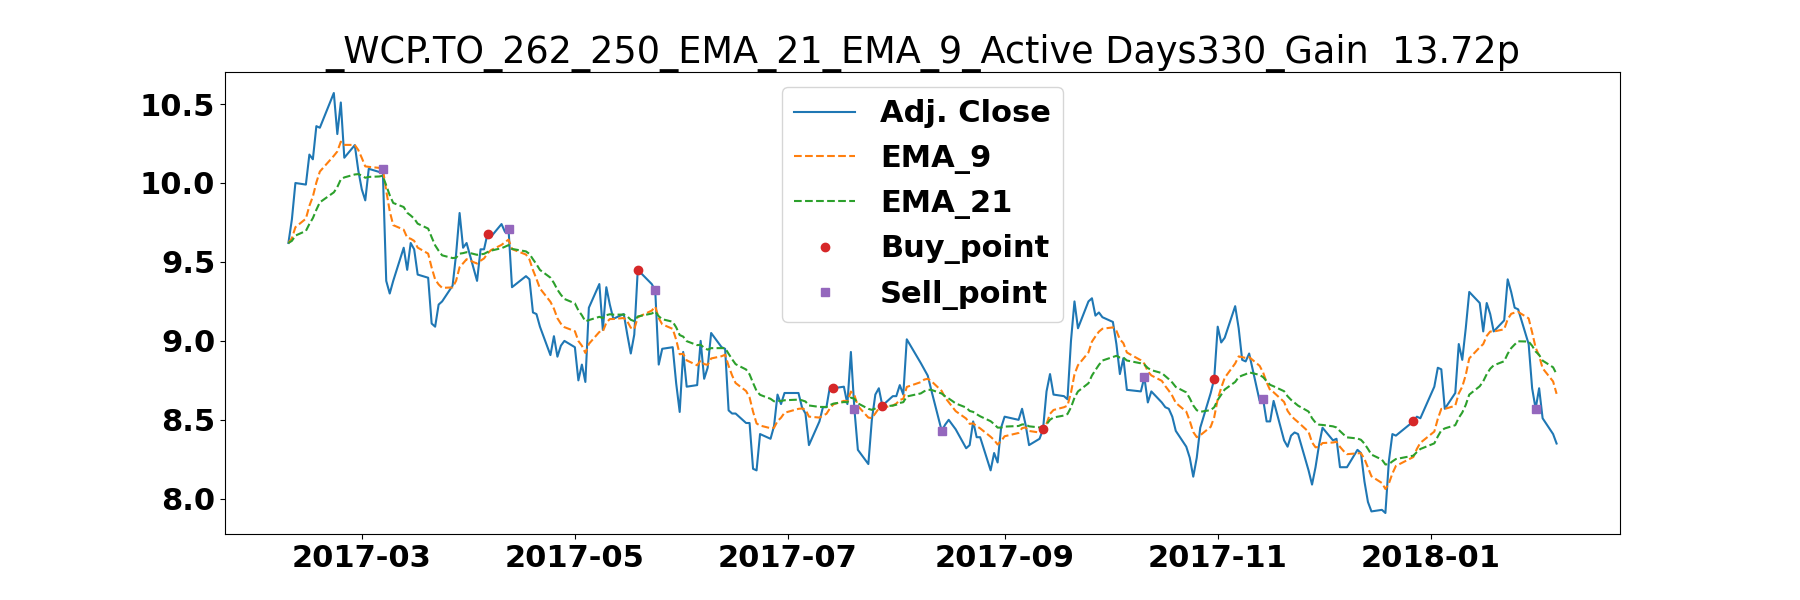 _WCP.TO_262_250_EMA_21_EMA_9_Active Days330_Gain  13.72p
10.5
10.0
9.5
9.0
8.5
8.0
Adj. Close
EMA_9
EMA_21
Buy_point
Sell_point
2017-03 2017-05 2017-07 2017-09 2017-11 2018-01